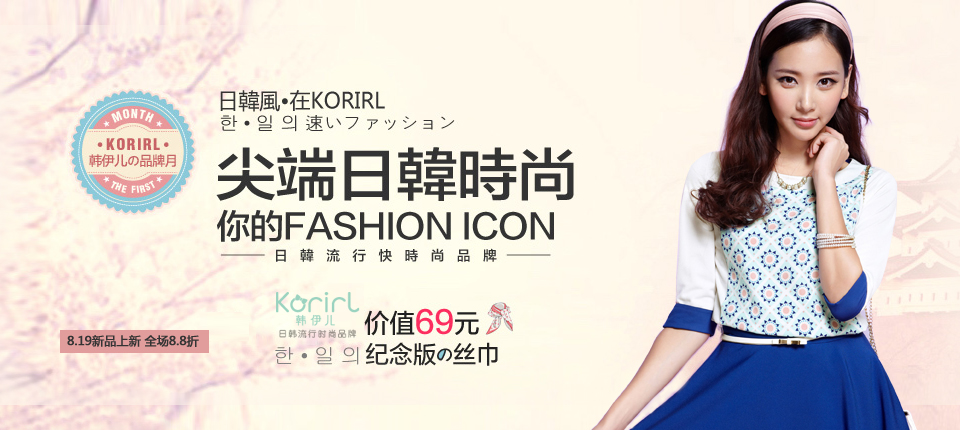 MONTH
• KORIRL •
韩伊儿の品牌月
THE FIRST
日韓風•在KORIRL
한 • 일 의 速いファッション
尖端日韓時尚
你的FASHION ICON
日韓流行快時尚品牌
Korirl
韩伊儿
日韩流行时尚品牌
价值69元
한 • 일 의 纪念版の丝巾
8.19新品上新 全场8.8折